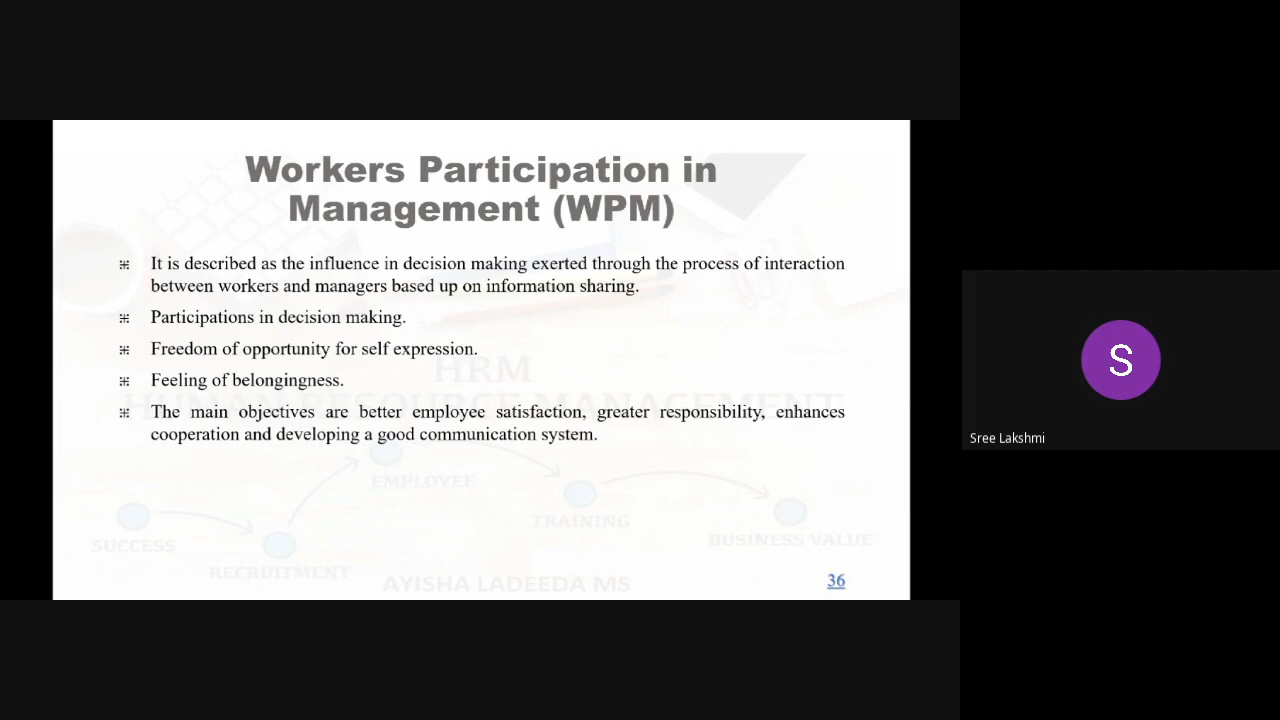 Workers Participation in
Management (WPM)
It is described as the influence in decision making exerted through the process of interaction
between workers and managers based up on information sharing.
Participations in decision making.
Freedom of opportunity for self expression.
Feeling of belongingness.
The main objectives are better employee satisfaction, greater responsibility, enhances
cooperation and developing a good communication system.
HRM
HUMAN RESOURCE MANAGEMENT
EMPLOYEE
TRAINING
SUCCESS
BUSINESS VALUE
RECRUITMENT
AYISHA LADEEDA MS
36
S
Sree Lakshmi